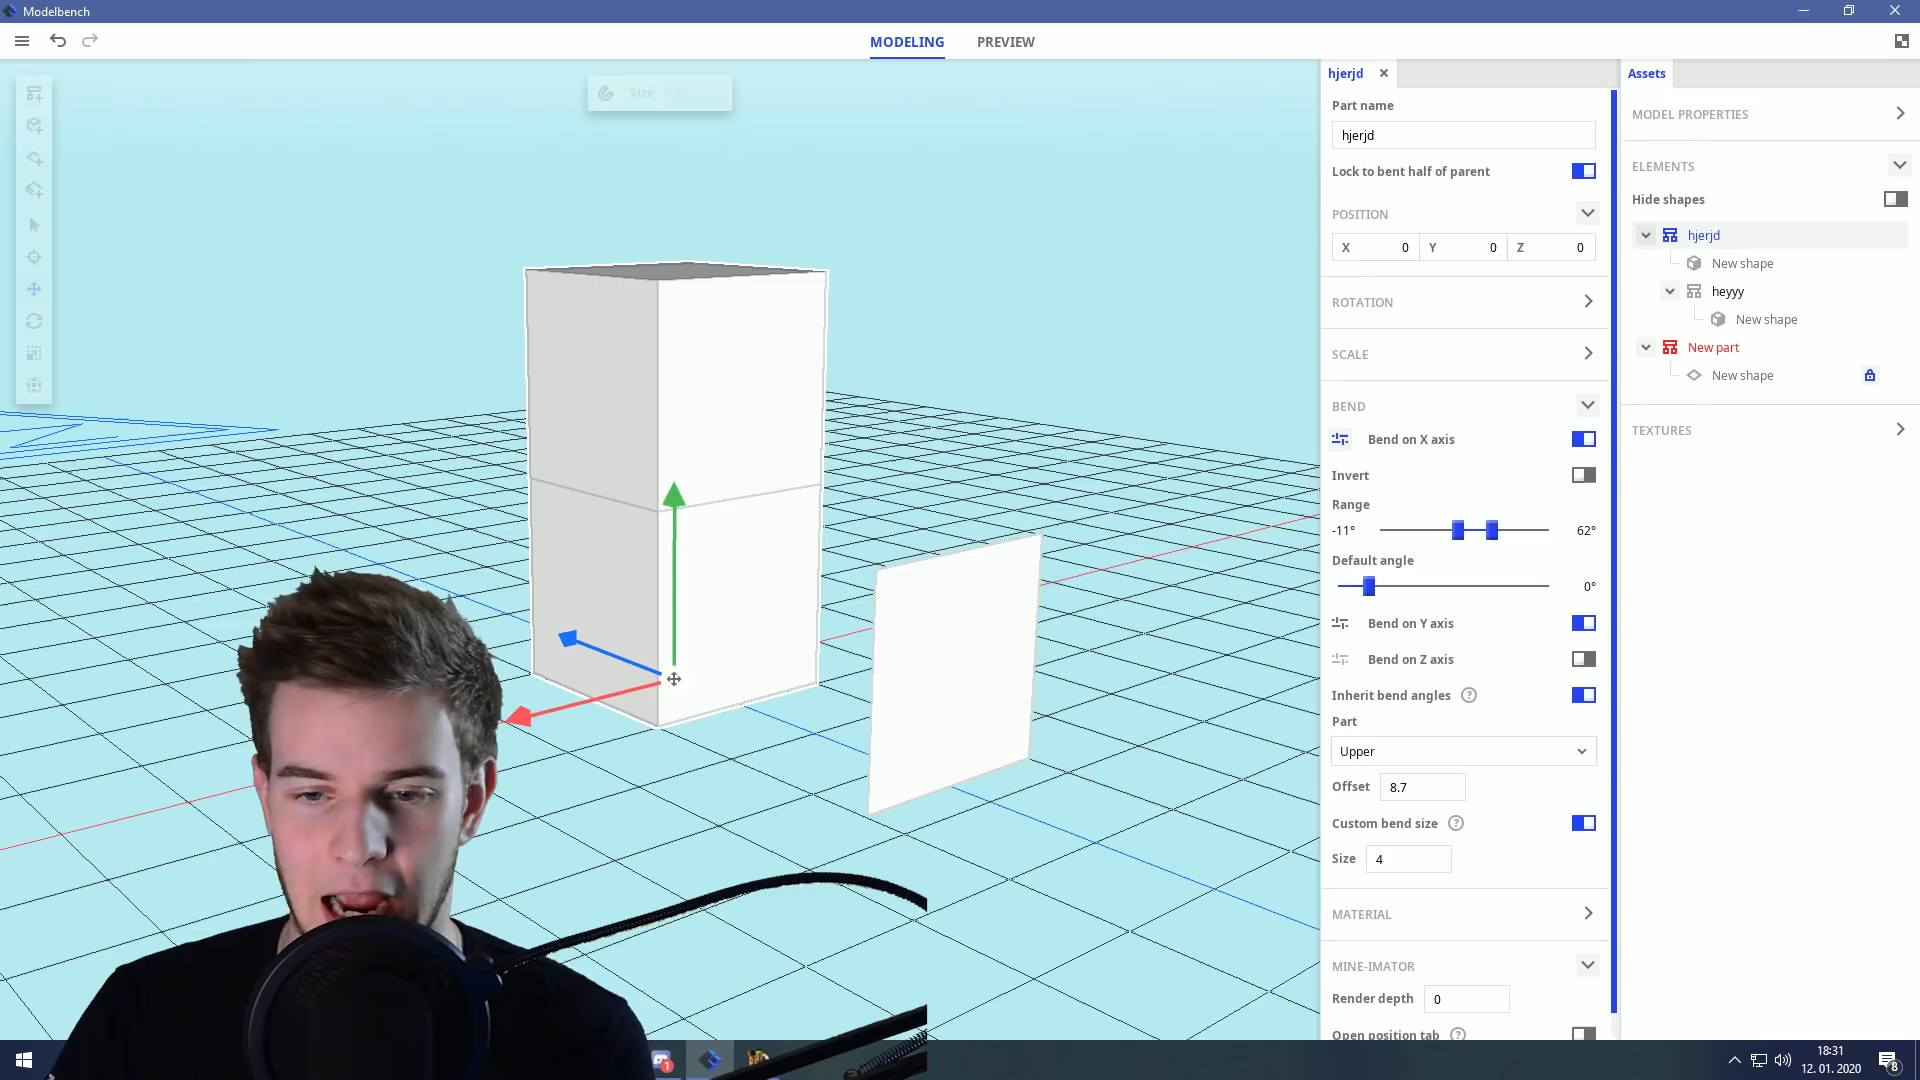 Modelbench
MODELING
PREVIEW
Size
hjerjd
Part name
hjerjd
Lock to bent half of parent
POSITION
X 0 Y 0 Z 0
ROTATION
SCALE
BEND
Bend on X axis
Invert
Range
-11° 62°
Default angle
0°
Bend on Y axis
Bend on Z axis
Inherit bend angles ?
Part
Upper
Offset 8.7
Custom bend size ?
Size 4
MATERIAL
MINE-IMATOR
Render depth 0
Open position tab ?
Assets
MODEL PROPERTIES
ELEMENTS
Hide shapes
hjerjd
New shape
heyyy
New shape
New part
New shape
TEXTURES
1
18:31
12. 01. 2020
8